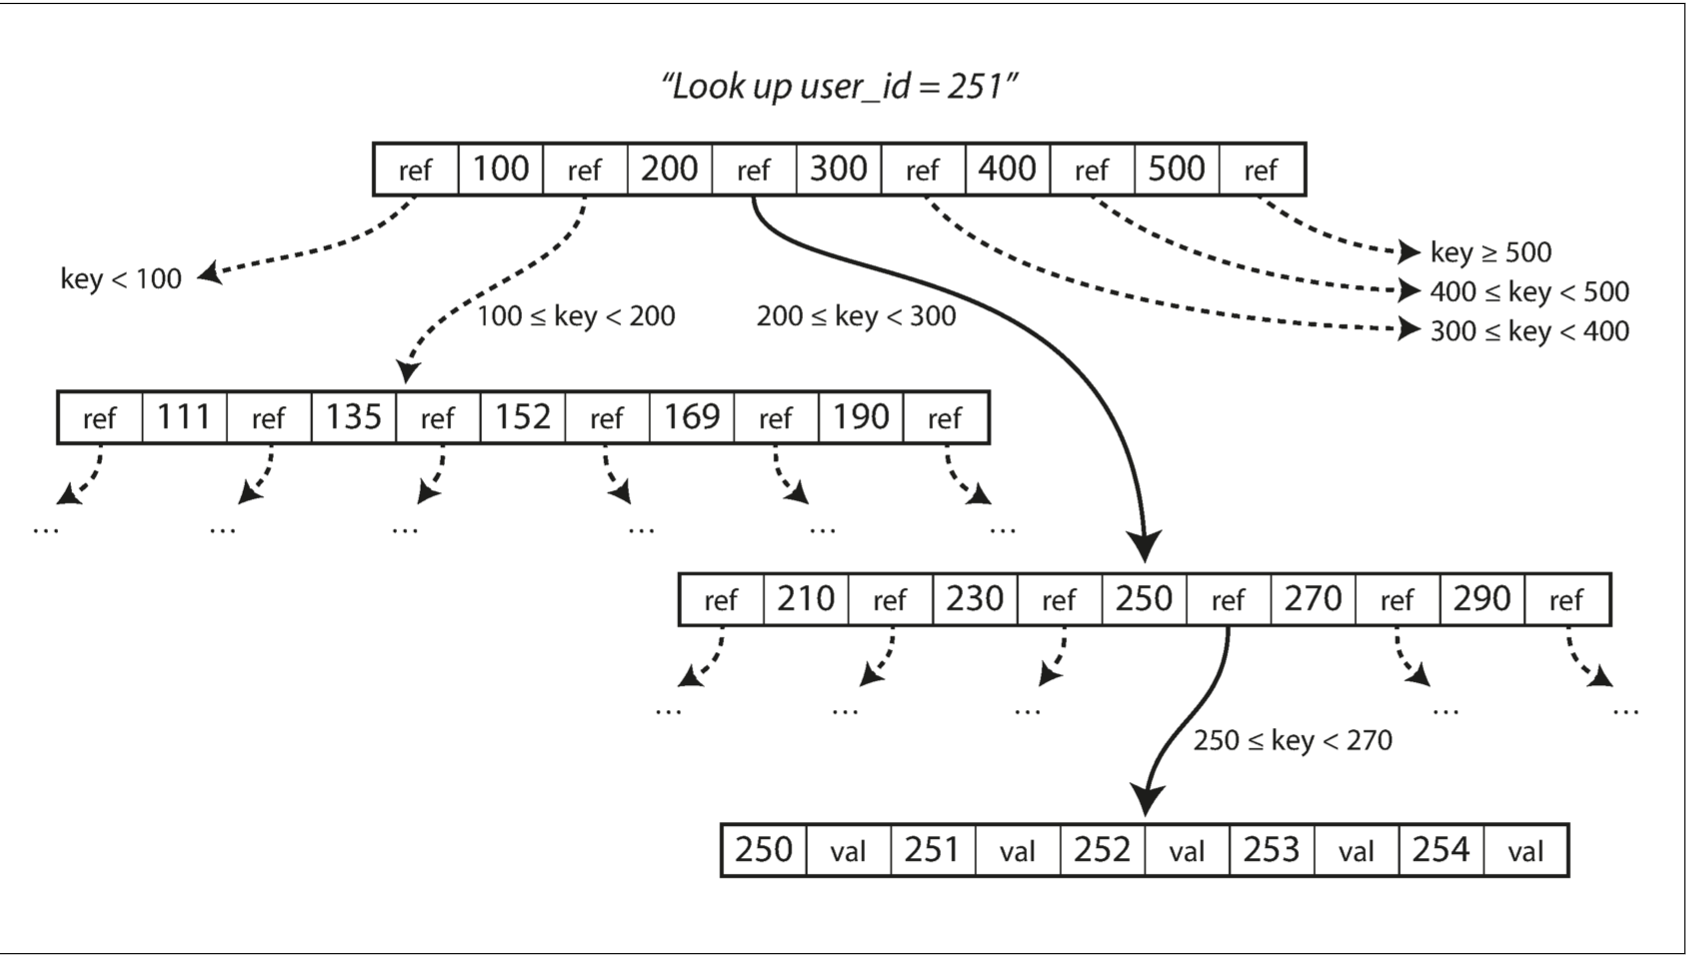 “Look up user_id = 251”
ref 100 ref 200 ref 300 ref 400 ref 500 ref
key ≥ 500
key < 100
400 ≤ key < 500
100 ≤ key < 200
200 ≤ key < 300
300 ≤ key < 400
ref 111 ref 135 ref 152 ref 169 ref 190 ref
... ... ... ... ... ...
ref 210 ref 230 ref 250 ref 270 ref 290 ref
... ... ... ... ...
250 ≤ key < 270
250 val 251 val 252 val 253 val 254 val